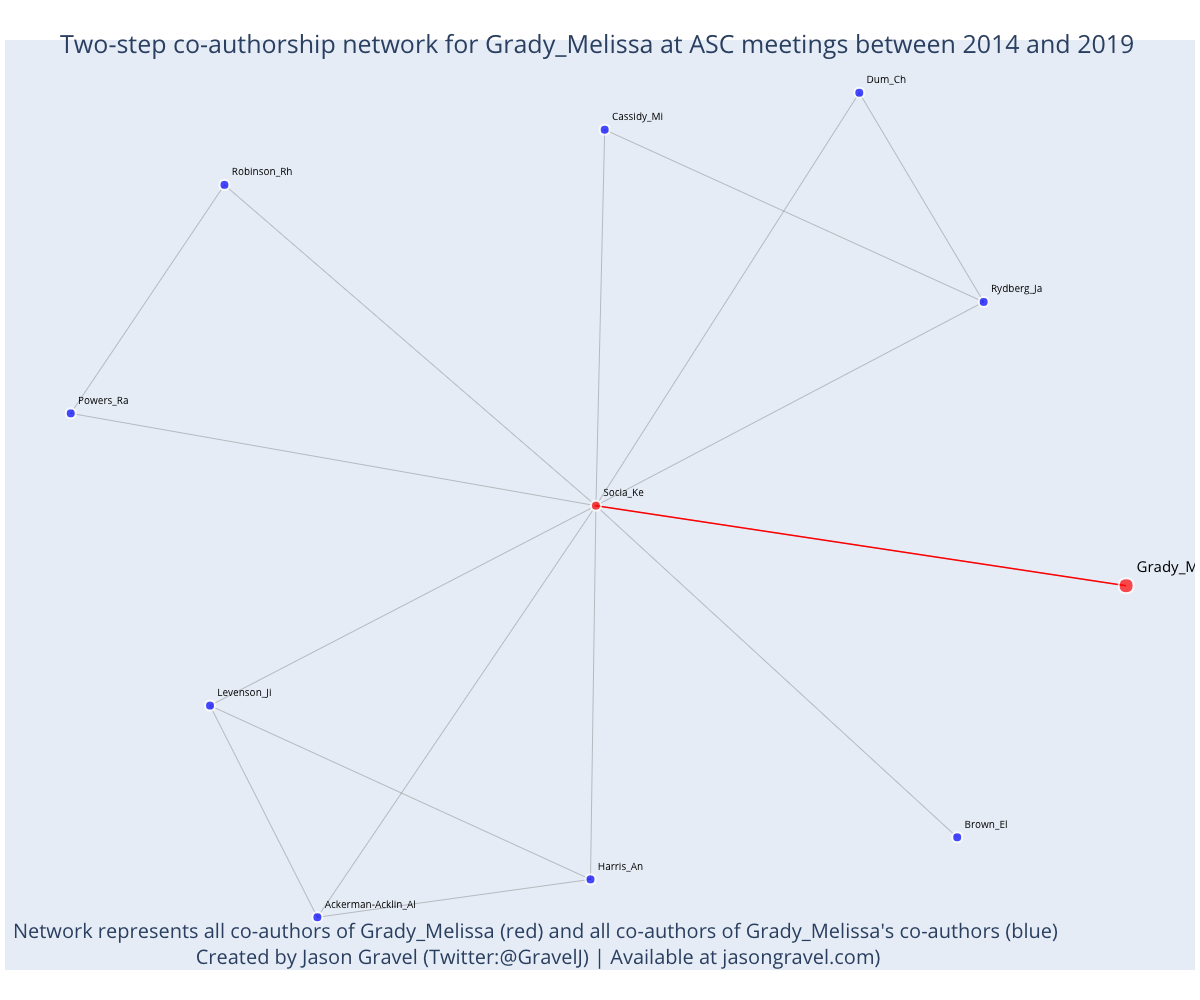 Two-step co-authorship network for Grady_Melissa at ASC meetings between 2014 and 2019
Dum_Ch
Cassidy_Mi
Robinson_Rh
Rydberg_Ja
Powers_Ra
Socia_Ke
Grady_M
Levenson_Ji
Brown_El
Harris_An
Ackerman-Acklin_Al
Network represents all co-authors of Grady_Melissa (red) and all co-authors of Grady_Melissa's co-authors (blue)
Created by Jason Gravel (Twitter:@GravelJ) | Available at jasongravel.com)